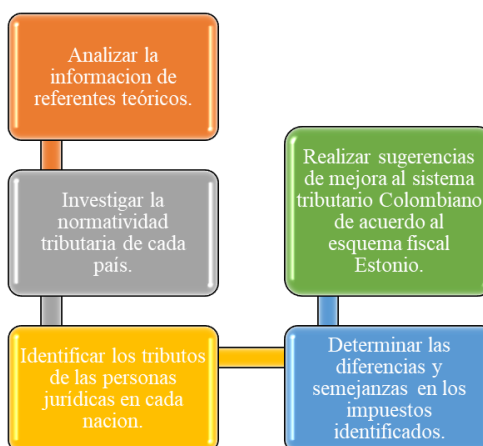 Analizar la
informacion de
referentes teóricos.
Investigar la
normatividad
tributaria de cada
país.
Identificar los tributos
de las personas
jurídicas en cada
nacion.
Determinar las
diferencias y
semejanzas en los
impuestos
identificados.
Realizar sugerencias
de mejora al sistema
tributario Colombiano
de acuerdo al
esquema fiscal
Estonio.